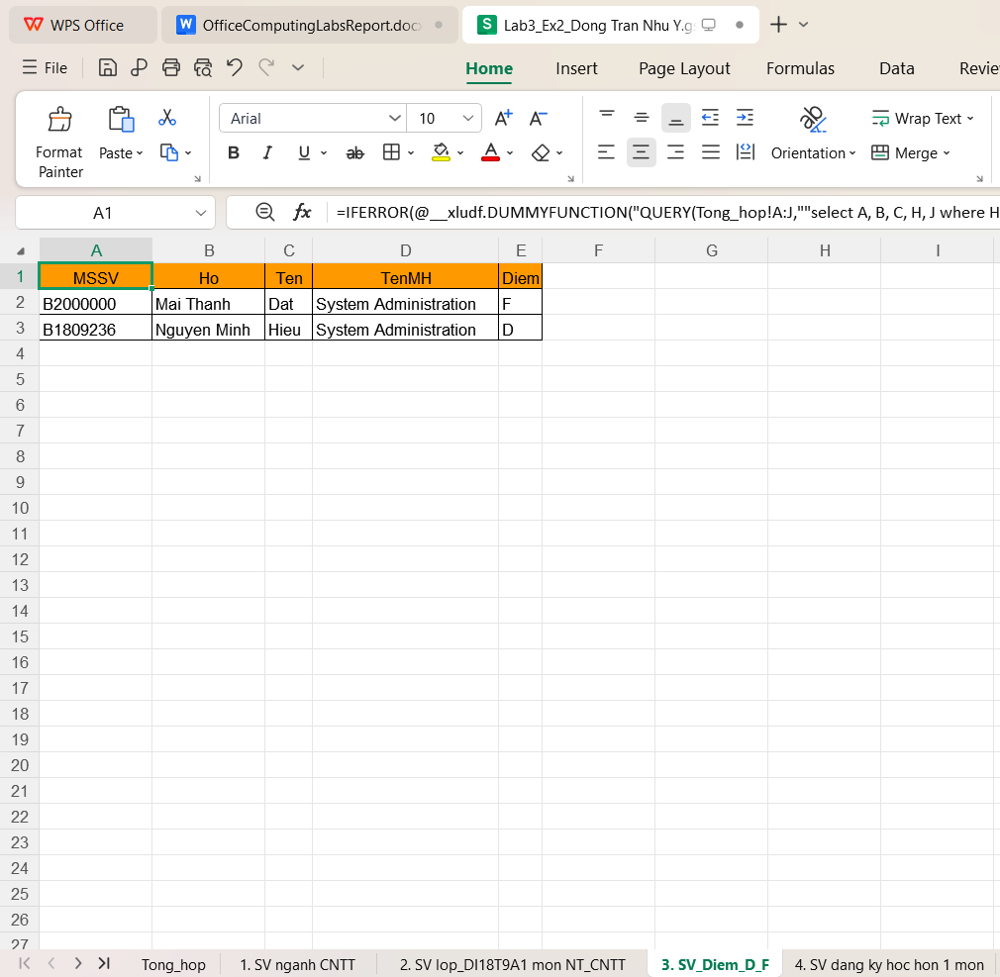 WPS Office OfficeComputingLabsReport.docx Lab3_Ex2_Dong Tran Nhu Y.g
File Home Insert Page Layout Formulas Data Revie
Arial 10 Wrap Text
Format Painter Paste B I U ab A Orientation Merge
A1 fx =IFERROR(@__xludf.DUMMYFUNCTION("QUERY(Tong_hop!A:J,""select A, B, C, H, J where H
A B C D E F G H I
1 MSSV Ho Ten TenMH Diem
2 B2000000 Mai Thanh Dat System Administration F
3 B1809236 Nguyen Minh Hieu System Administration D
4
5
6
7
8
9
10
11
12
13
14
15
16
17
18
19
20
21
22
23
24
25
26
27
Tong_hop 1. SV nganh CNTT 2. SV lop_DI18T9A1 mon NT_CNTT 3. SV_Diem_D_F 4. SV dang ky hoc hon 1 mon